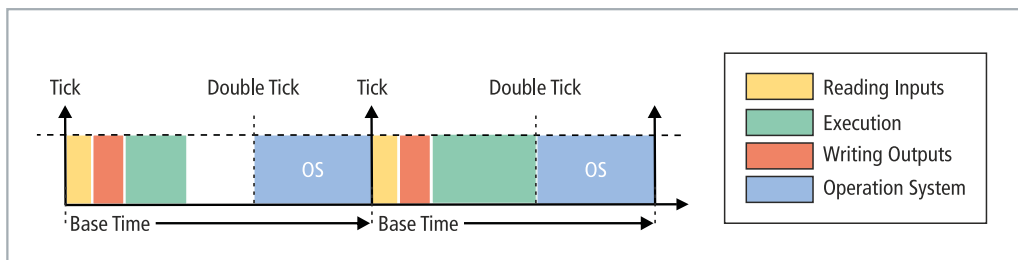 Tick
Double Tick
Tick
Double Tick
OS
OS
Base Time
Base Time
Reading Inputs
Execution
Writing Outputs
Operation System